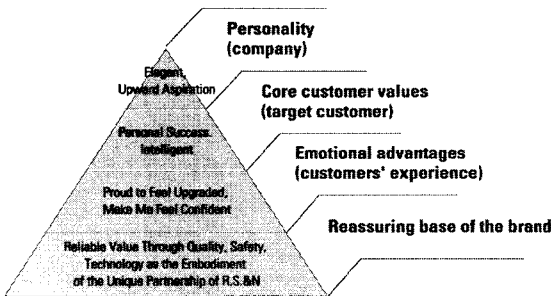 Personality
(company)
Elegant,
Upward Aspiration
Core customer values
(target customer)
Personal Success.
Intelligent
Emotional advantages
(customers' experience)
Proud to Feel Upgraded,
Make Me Feel Confident
Reassuring base of the brand
Reliable Value Through Quality, Safety,
Technology as the Embodiment
of the Unique Partnership of R.S.&N